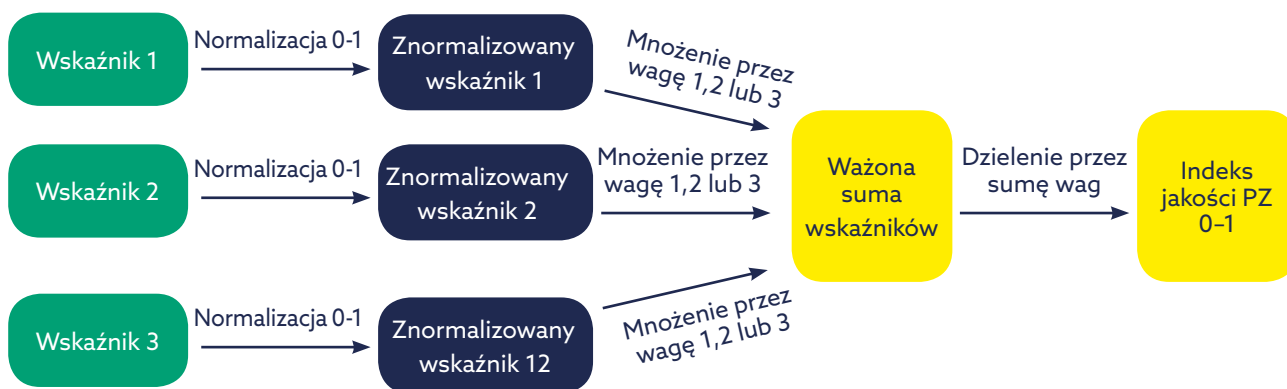 Wskaźnik 1
Normalizacja 0-1
Znormalizowany
wskaźnik 1
Mnożenie przez
wagę 1,2 lub 3
Wskaźnik 2
Normalizacja 0-1
Znormalizowany
wskaźnik 2
Mnożenie przez
wagę 1,2 lub 3
Wskaźnik 3
Normalizacja 0-1
Znormalizowany
wskaźnik 12
Mnożenie przez
wagę 1,2 lub 3
Ważona
suma
wskaźników
Dzielenie przez
sumę wag
Indeks
jakości PZ
0–1